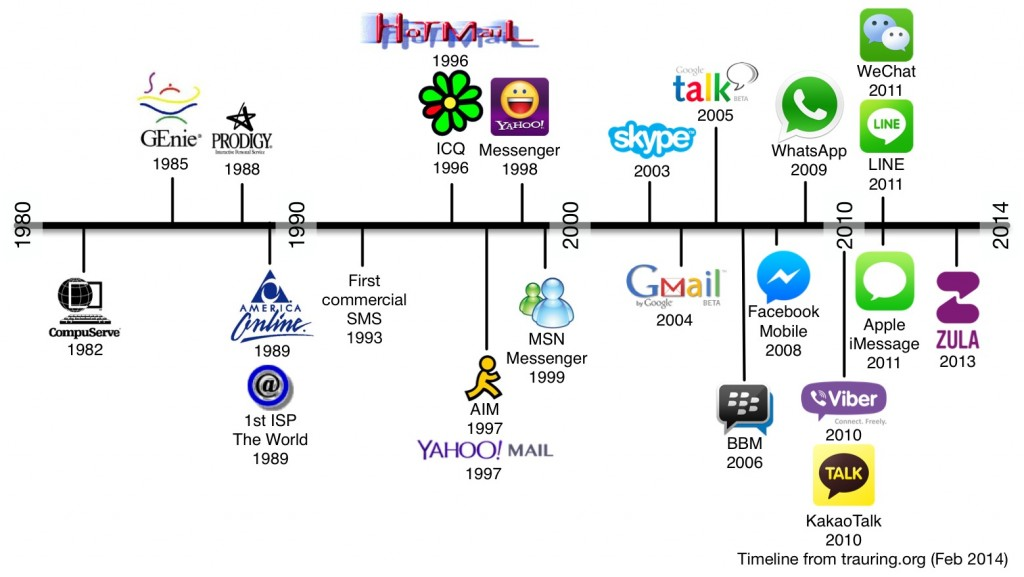 HoTMaiL
1996
WeChat
2011
GEnie
1985
PRODIGY
Interactive Personal Service
1988
ICQ
1996
YAHOO!
Messenger
1998
skype
2003
Google
talk
BETA
2005
WhatsApp
2009
LINE
LINE
2011
1980
1990
2000
2010
2014
CompuServe
1982
AMERICA
Online
1989
@
1st ISP
The World
1989
First
commercial
SMS
1993
AIM
1997
YAHOO! MAIL
1997
MSN
Messenger
1999
Gmail
by Google
BETA
2004
BBM
2006
Facebook
Mobile
2008
Viber
Connect. Freely.
2010
TALK
KakaoTalk
2010
Apple
iMessage
2011
ZULA
2013
Timeline from trauring.org (Feb 2014)